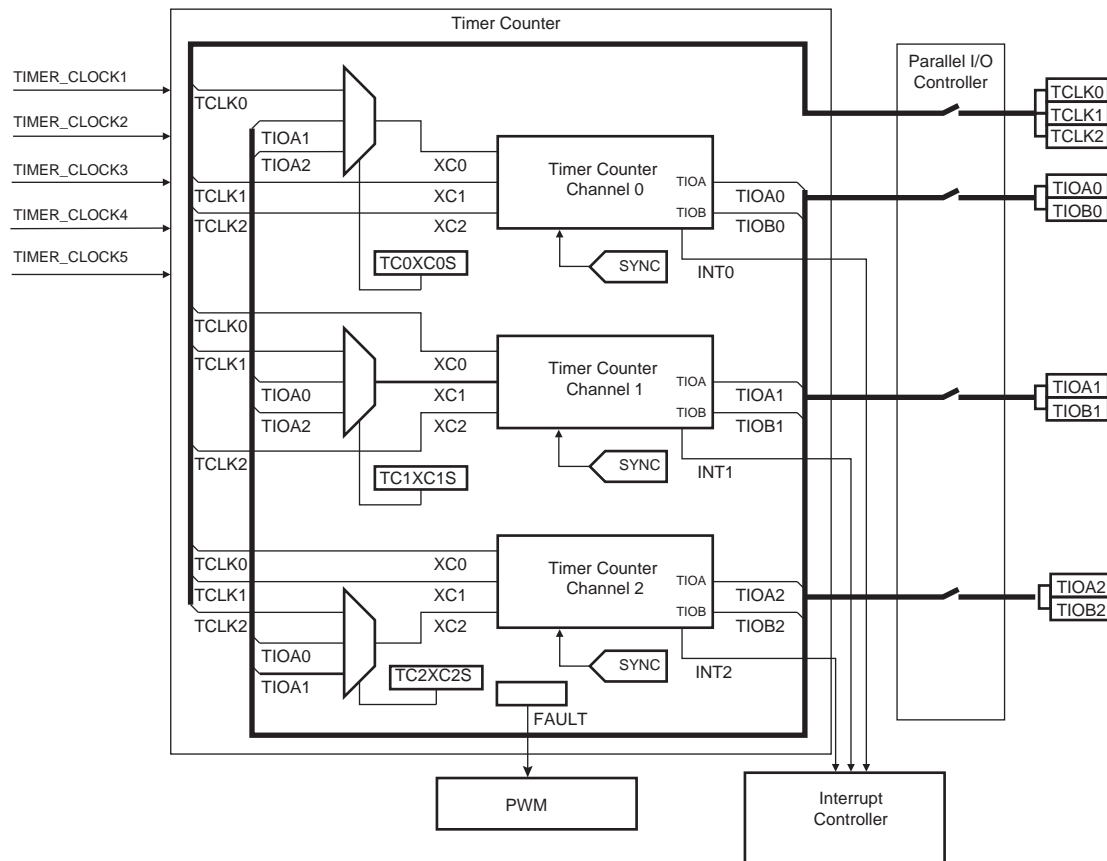 Timer Counter
Parallel I/O
Controller
TIMER_CLOCK1
TIMER_CLOCK2
TIMER_CLOCK3
TIMER_CLOCK4
TIMER_CLOCK5
TCLK0
TIOA1
TIOA2
TCLK1
TCLK2
XC0
XC1
XC2
TC0XC0S
Timer Counter
Channel 0
TIOA
TIOB
TIOA0
TIOB0
SYNC
INT0
TCLK0
TCLK1
TIOA0
TIOA2
TCLK2
XC0
XC1
XC2
TC1XC1S
Timer Counter
Channel 1
TIOA
TIOB
TIOA1
TIOB1
SYNC
INT1
TCLK0
TCLK1
TCLK2
TIOA0
TIOA1
XC0
XC1
XC2
TC2XC2S
Timer Counter
Channel 2
TIOA
TIOB
TIOA2
TIOB2
SYNC
INT2
FAULT
PWM
Interrupt
Controller
TCLK0
TCLK1
TCLK2
TIOA0
TIOB0
TIOA1
TIOB1
TIOA2
TIOB2